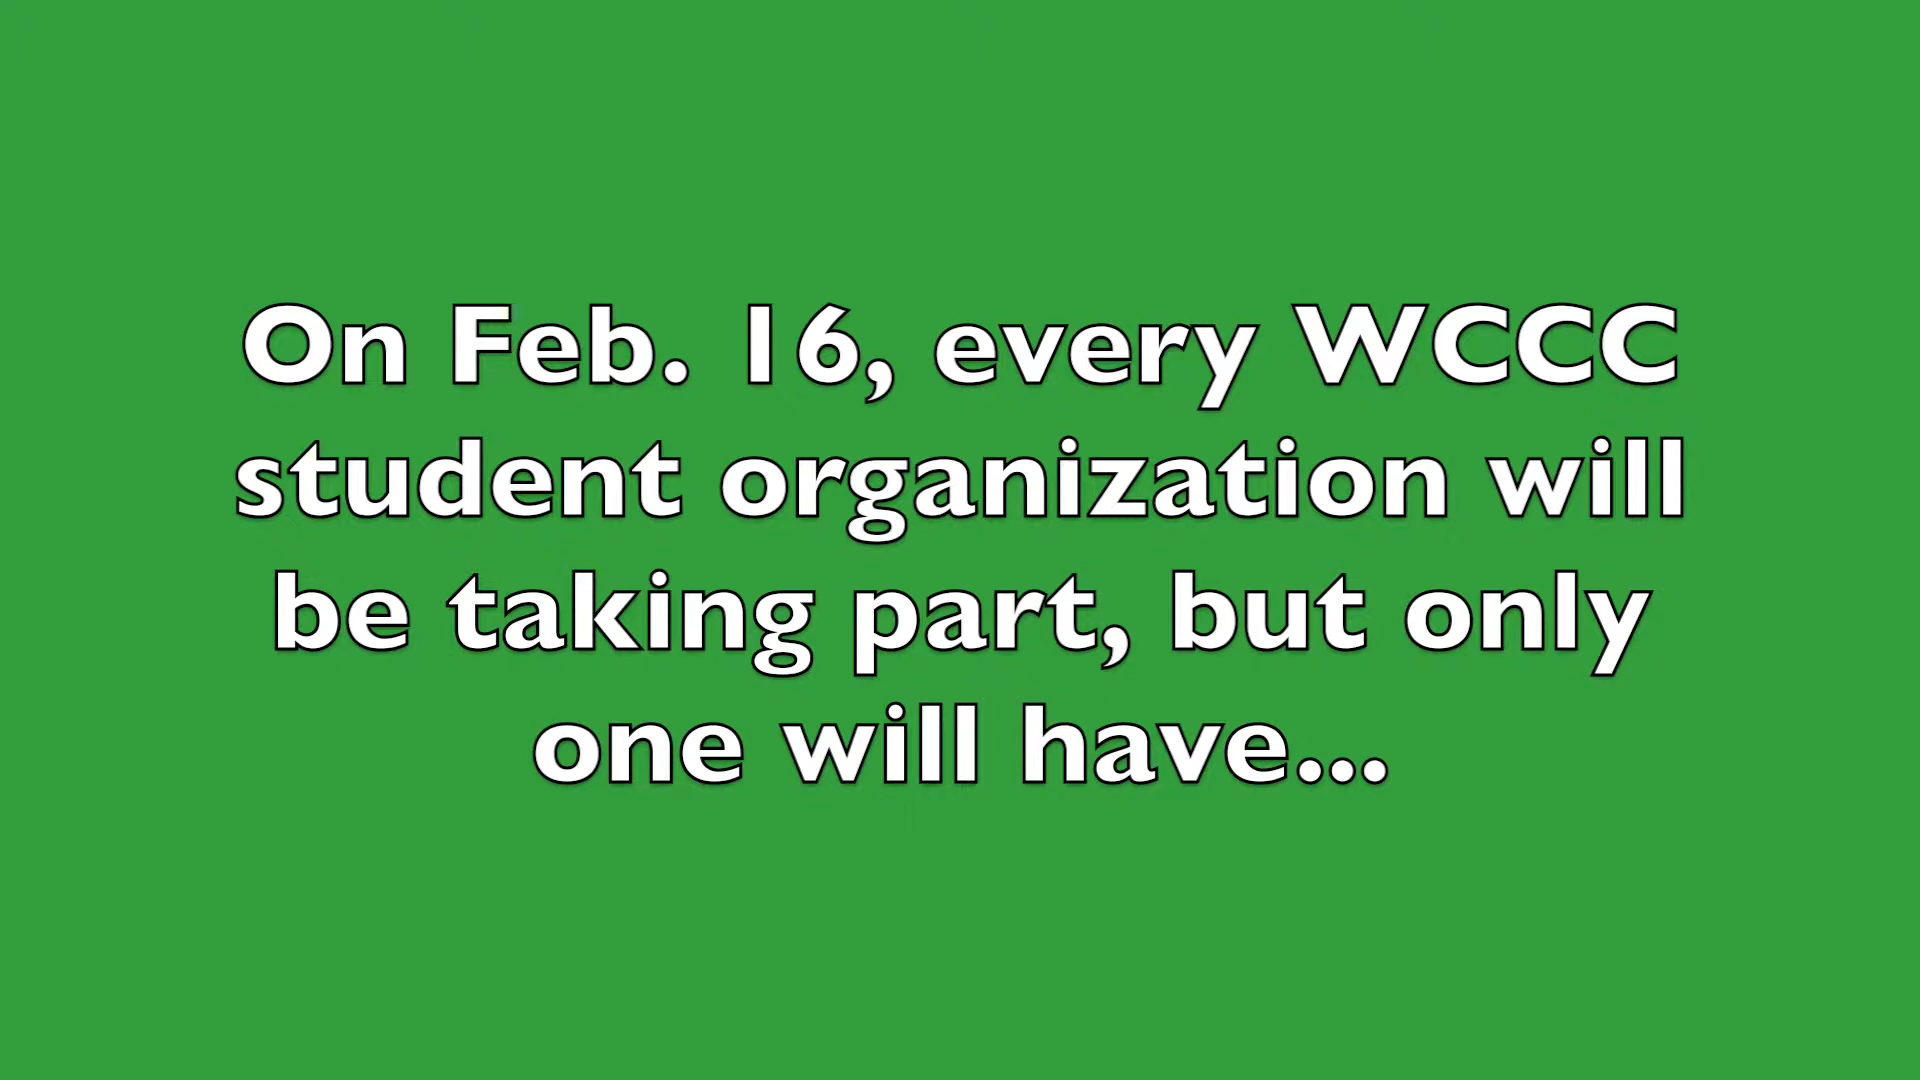 On Feb. 16, every WCCC
student organization will
be taking part, but only
one will have...